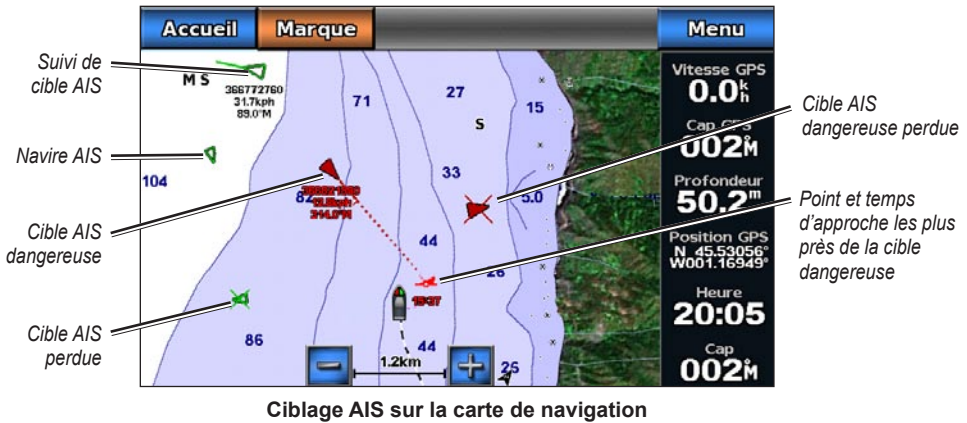 Accueil
Marque
Menu
Suivi de
cible AIS
Navire AIS
Cible AIS
dangereuse
Cible AIS
perdue
M S
366772760
31.7kph
89.0°M
71
27
15
S
104
33
5.0
44
1537
86
44
1.2km
25
Vitesse GPS
0.0 k/h
Cap GPS
002°M
Profondeur
50.2m
Position GPS
N 45.53056°
W001.16949°
Heure
20:05
Cap
002°M
Cible AIS
dangereuse perdue
Point et temps
d'approche les plus
près de la cible
dangereuse
Ciblage AIS sur la carte de navigation